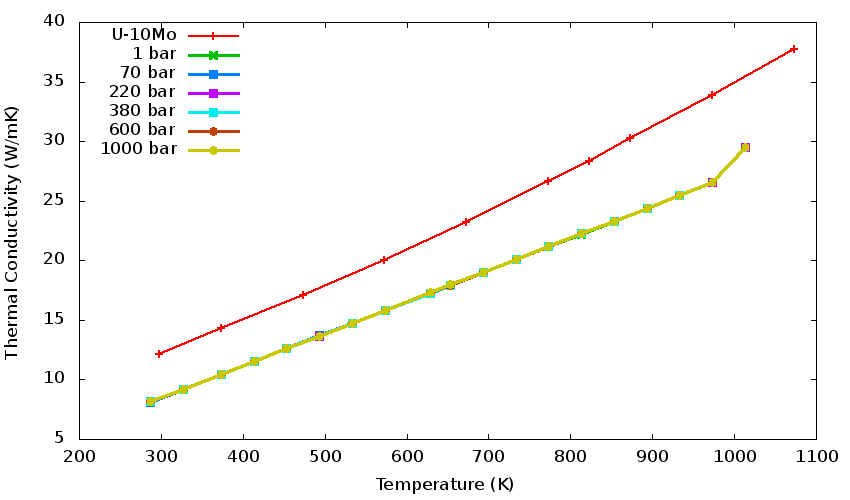 40
35
30
25
20
15
10
5
Thermal Conductivity (W/mK)
U-10Mo
1 bar
70 bar
220 bar
380 bar
600 bar
1000 bar
200 300 400 500 600 700 800 900 1000 1100
Temperature (K)